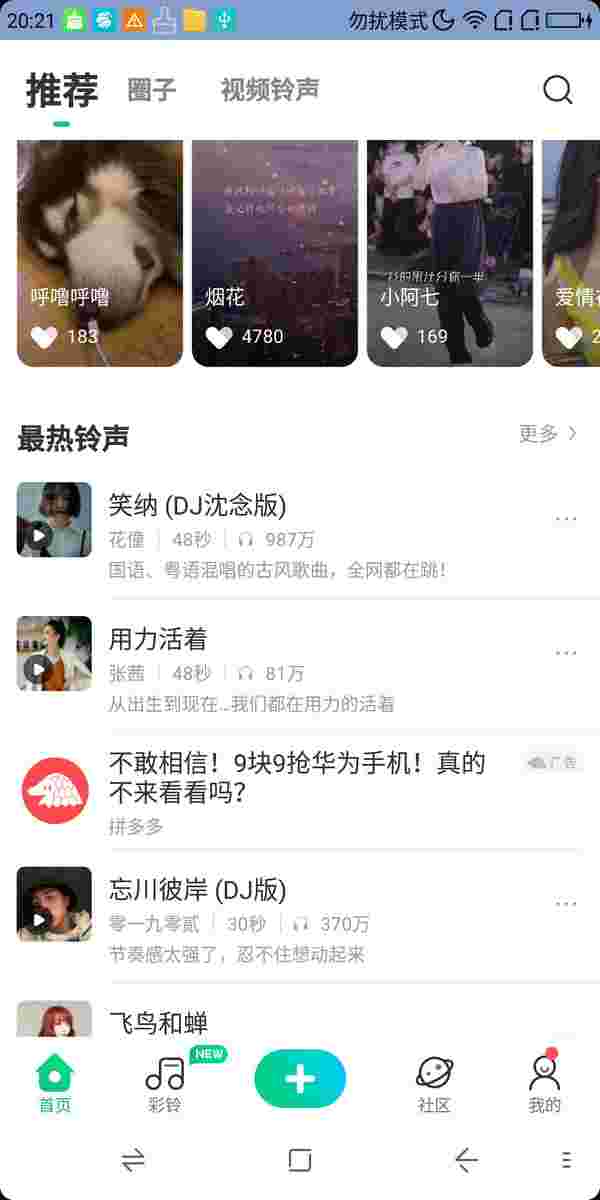 20:21
勿扰模式
推荐
圈子
视频铃声
呼噜呼噜
183
烟花
4780
小阿七
169
最热铃声
更多
笑纳 (DJ沈念版)
花僮
48秒
987万
国语、粤语混唱的古风歌曲，全网都在跳！
用力活着
张茜
48秒
81万
从出生到现在...我们都在用力的活着
不敢相信！9块9抢华为手机！真的
不来看看吗？
广告
拼多多
忘川彼岸 (DJ版)
零一九零贰
30秒
370万
节奏感太强了，忍不住想动起来
飞鸟和蝉
首页
NEW
彩铃
社区
我的